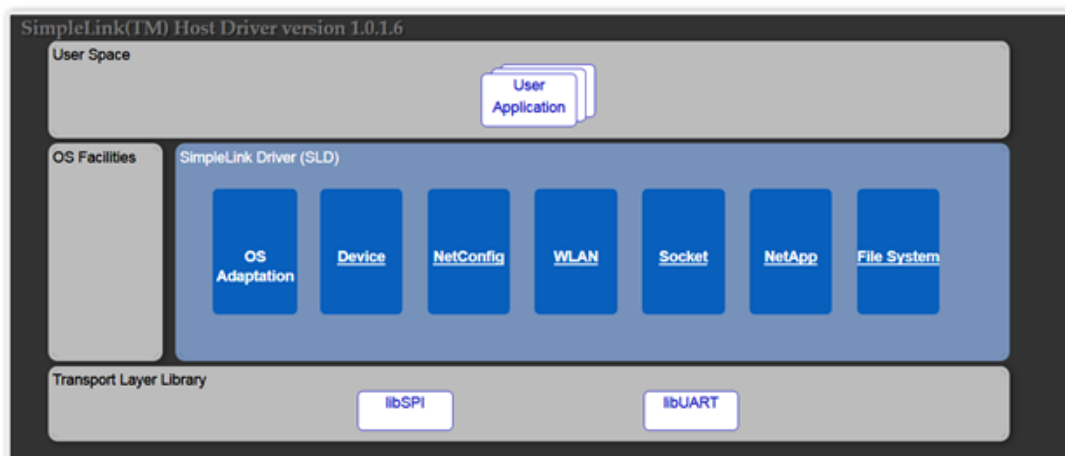 SimpleLink(TM) Host Driver version 1.0.1.6
User Space
User
Application
OS Facilities
SimpleLink Driver (SLD)
OS
Adaptation
Device
NetConfig
WLAN
Socket
NetApp
File System
Transport Layer Library
libSPI
libUART